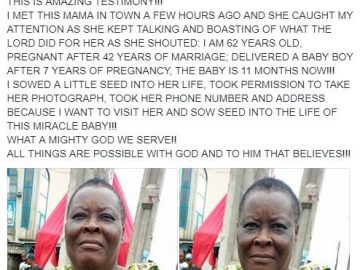 THIS IS AMAZING TESTIMONY!!!
I MET THIS MAMA IN TOWN A FEW HOURS AGO AND SHE CAUGHT MY
ATTENTION AS SHE KEPT TALKING AND BOASTING OF WHAT THE
LORD DID FOR HER AS SHE SHOUTED: I AM 62 YEARS OLD,
PREGNANT AFTER 42 YEARS OF MARRIAGE; DELIVERED A BABY BOY
AFTER 7 YEARS OF PREGNANCY, THE BABY IS 11 MONTHS NOW!!!
I SOWED A LITTLE SEED INTO HER LIFE, TOOK PERMISSION TO TAKE
HER PHOTOGRAPH, TOOK HER PHONE NUMBER AND ADDRESS
BECAUSE I WANT TO VISIT HER AND SOW SEED INTO THE LIFE OF
THIS MIRACLE BABY!!!
WHAT A MIGHTY GOD WE SERVE!!
ALL THINGS ARE POSSIBLE WITH GOD AND TO HIM THAT BELIEVES!!!